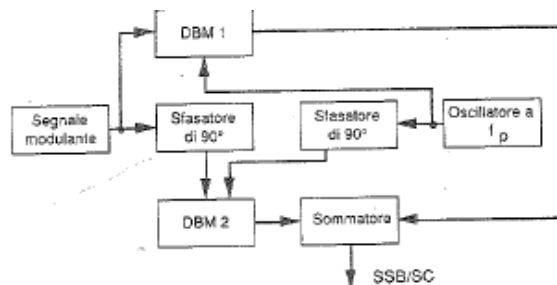 DBM 1
Segnale
modulante
Sfasatore
di 90°
Sfasatore
di 90°
Oscillatore a
f p
DBM 2
Sommatore
SSB/SC